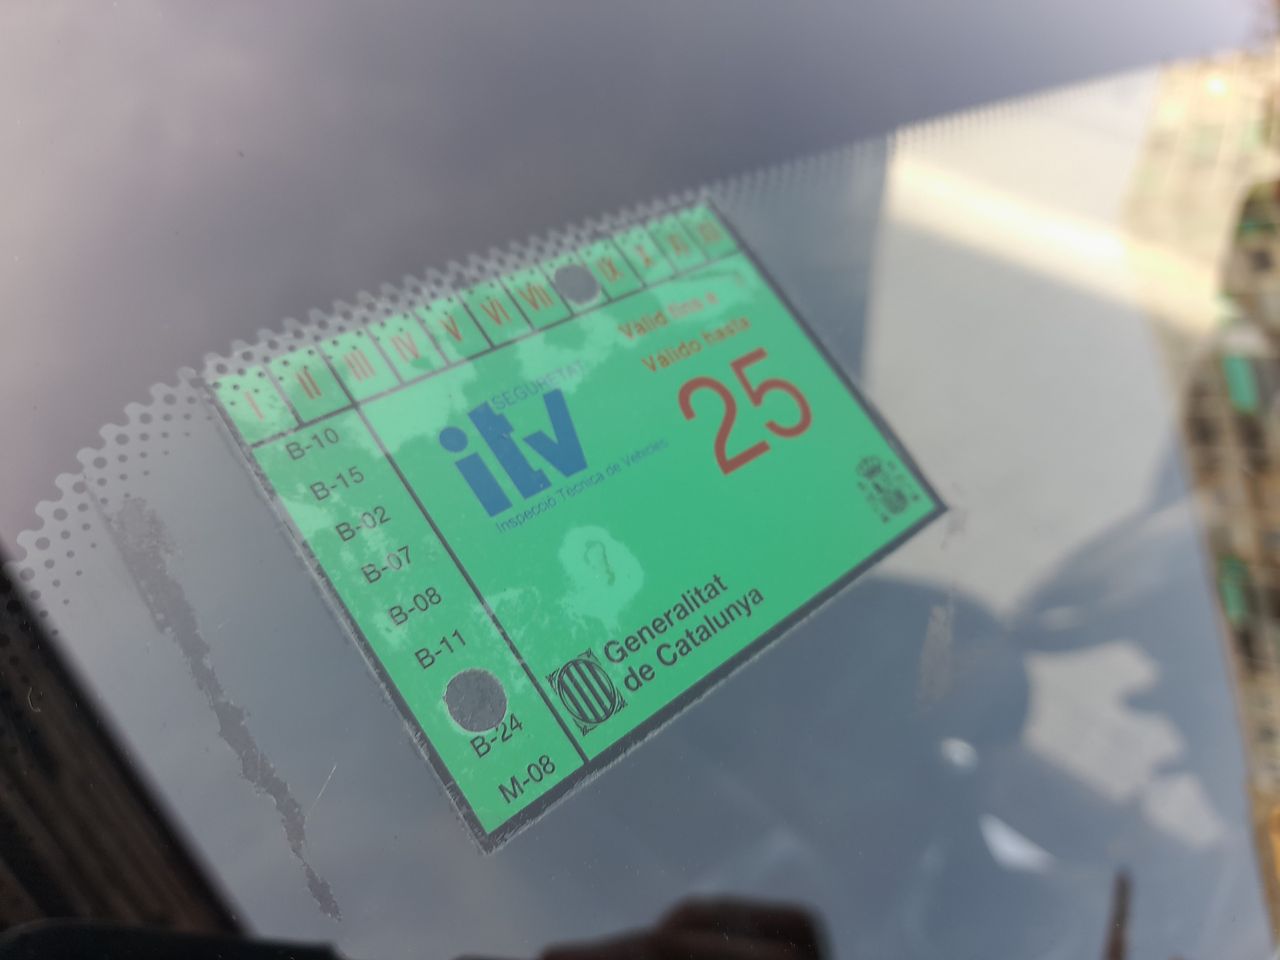 I II III IV V VI VII IX X XI XII
Vàlid fins a
Válido hasta
25
SEGURETAT
itv
Inspecció Tècnica de Vehicles
B-10
B-15
B-02
B-07
B-08
B-11
B-24
M-08
Generalitat
de Catalunya